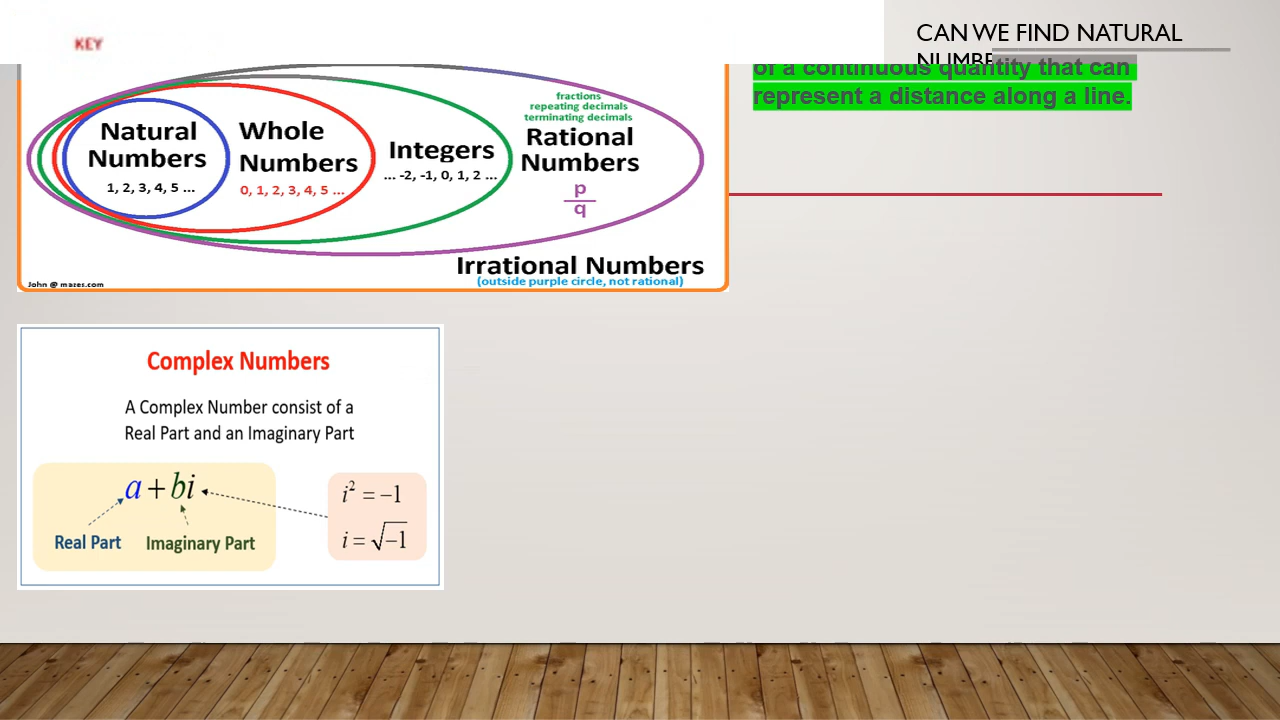 KEY
CAN WE FIND NATURAL
of a continuous quantity that can
represent a distance along a line.
fractions
repeating decimals
terminating decimals
Natural
Numbers
1, 2, 3, 4, 5 ...
Whole
Numbers
0, 1, 2, 3, 4, 5 ...
Integers
... -2, -1, 0, 1, 2 ...
Rational
Numbers
p
q
Irrational Numbers
(outside purple circle, not rational)
John @ mazes.com
Complex Numbers
A Complex Number consist of a
Real Part and an Imaginary Part
a + bi
Real Part
Imaginary Part
i² = −1
i = √−1